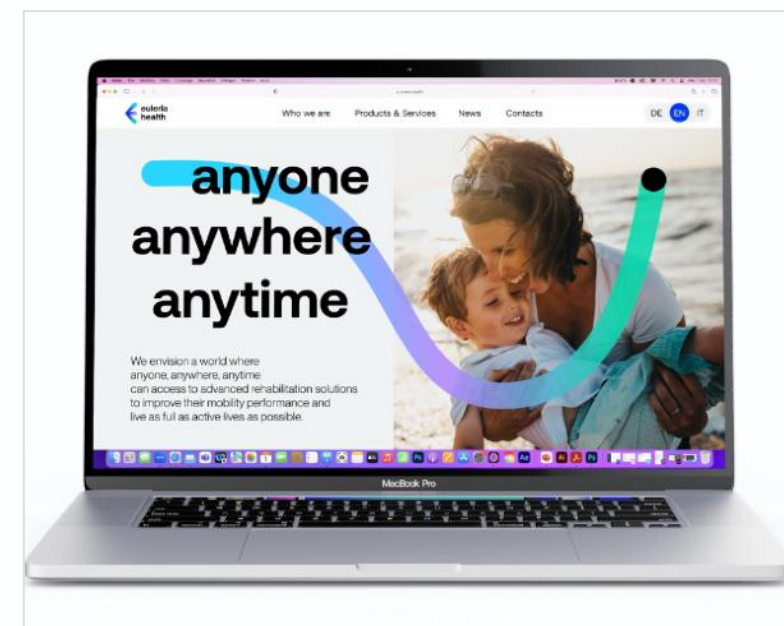 euleria
health
Who we are
Products & Services
News
Contacts
DE
EN
IT
anyone
anywhere
anytime
We envision a world where
anyone, anywhere, anytime
can access to advanced rehabilitation solutions
to improve their mobility performance and
live as full as active lives as possible.
MacBook Pro